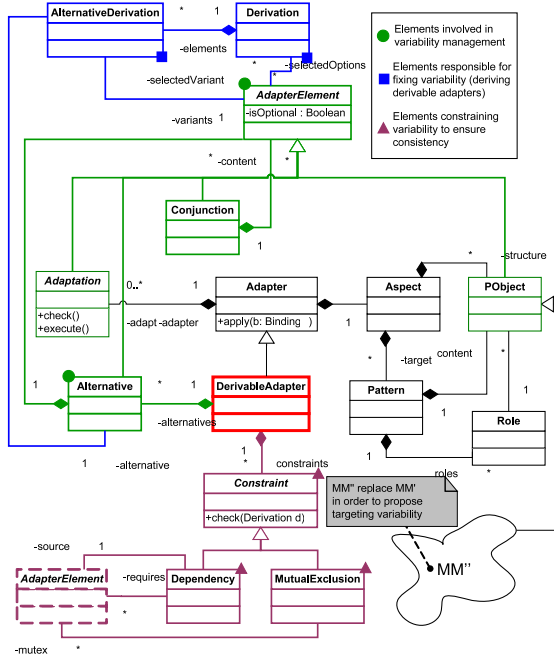 AlternativeDerivation
*
1
Derivation
-elements
*
-selectedOptions
-selectedVariant
*
Elements involved in
variability management
Elements responsible for
fixing variability (deriving
derivable adapters)
Elements constraining
variability to ensure
consistency
AdapterElement
-isOptional : Boolean
-variants
1
*
-content
*
Conjunction
1
*
-structure
Adaptation
+check()
+execute()
0..*
1
-adapt
-adapter
Adapter
+apply(b: Binding )
1
Aspect
PObject
*
-target
content
*
Pattern
1
1
Role
1
*
roles
1
Alternative
*
1
-alternatives
DerivableAdapter
1
-alternative
1
*
constraints
Constraint
+check(Derivation d)
MM'' replace MM'
in order to propose
targeting variability
MM''
-source
1
AdapterElement
-requires
*
Dependency
MutualExclusion
-mutex
*